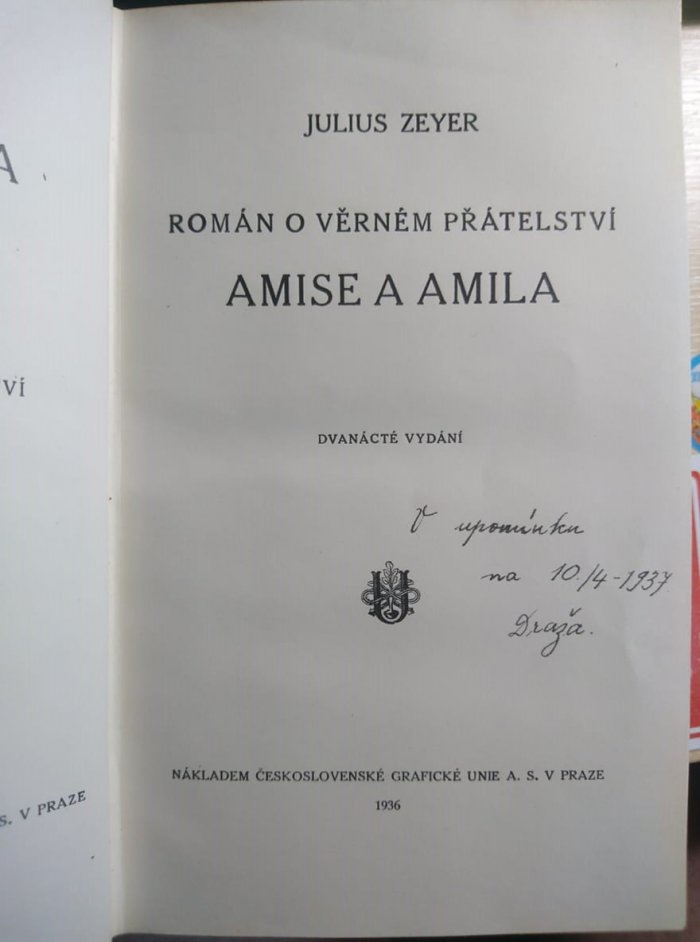 A
VÍ
S. V PRAZE
JULIUS ZEYER
ROMÁN O VĚRNÉM PŘÁTELSTVÍ
AMISE A AMILA
DVANÁCTÉ VYDÁNÍ
V upomínku
na 10./4-1937
Draža.
NÁKLADEM ČESKOSLOVENSKÉ GRAFICKÉ UNIE A. S. V PRAZE
1936